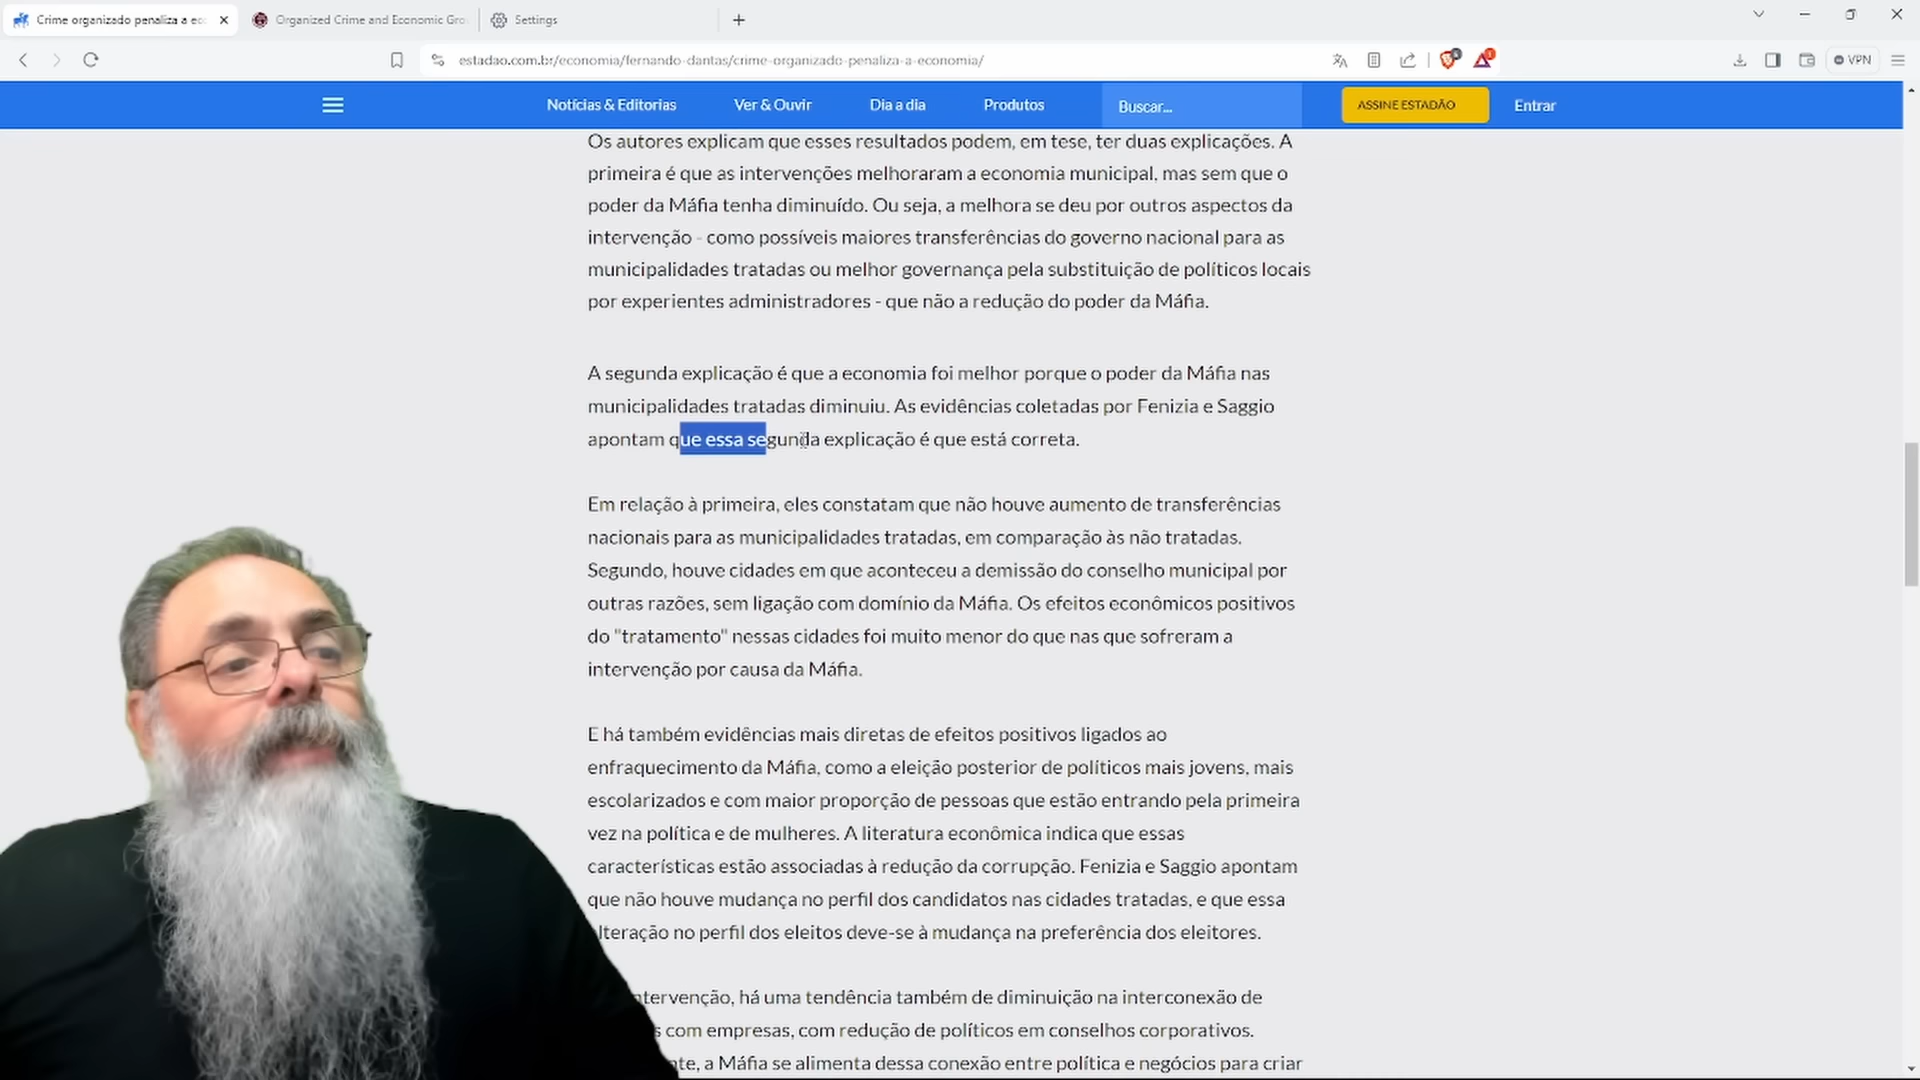 Crime organizado penaliza a ec
Organized Crime and Economic Gro
Settings
estadao.com.br/economia/fernando-dantas/crime-organizado-penaliza-a-economia/
VPN
Notícias & Editorias
Ver & Ouvir
Dia a dia
Produtos
Buscar...
ASSINE ESTADÃO
Entrar
Os autores explicam que esses resultados podem, em tese, ter duas explicações. A
primeira é que as intervenções melhoraram a economia municipal, mas sem que o
poder da Máfia tenha diminuído. Ou seja, a melhora se deu por outros aspectos da
intervenção - como possíveis maiores transferências do governo nacional para as
municipalidades tratadas ou melhor governança pela substituição de políticos locais
por experientes administradores - que não a redução do poder da Máfia.
A segunda explicação é que a economia foi melhor porque o poder da Máfia nas
municipalidades tratadas diminuiu. As evidências coletadas por Fenizia e Saggio
apontam que essa segunda explicação é que está correta.
Em relação à primeira, eles constatam que não houve aumento de transferências
nacionais para as municipalidades tratadas, em comparação às não tratadas.
Segundo, houve cidades em que aconteceu a demissão do conselho municipal por
outras razões, sem ligação com domínio da Máfia. Os efeitos econômicos positivos
do "tratamento" nessas cidades foi muito menor do que nas que sofreram a
intervenção por causa da Máfia.
E há também evidências mais diretas de efeitos positivos ligados ao
enfraquecimento da Máfia, como a eleição posterior de políticos mais jovens, mais
escolarizados e com maior proporção de pessoas que estão entrando pela primeira
vez na política e de mulheres. A literatura econômica indica que essas
características estão associadas à redução da corrupção. Fenizia e Saggio apontam
que não houve mudança no perfil dos candidatos nas cidades tratadas, e que essa
lteração no perfil dos eleitos deve-se à mudança na preferência dos eleitores.
ntervenção, há uma tendência também de diminuição na interconexão de
s com empresas, com redução de políticos em conselhos corporativos.
nte, a Máfia se alimenta dessa conexão entre política e negócios para criar